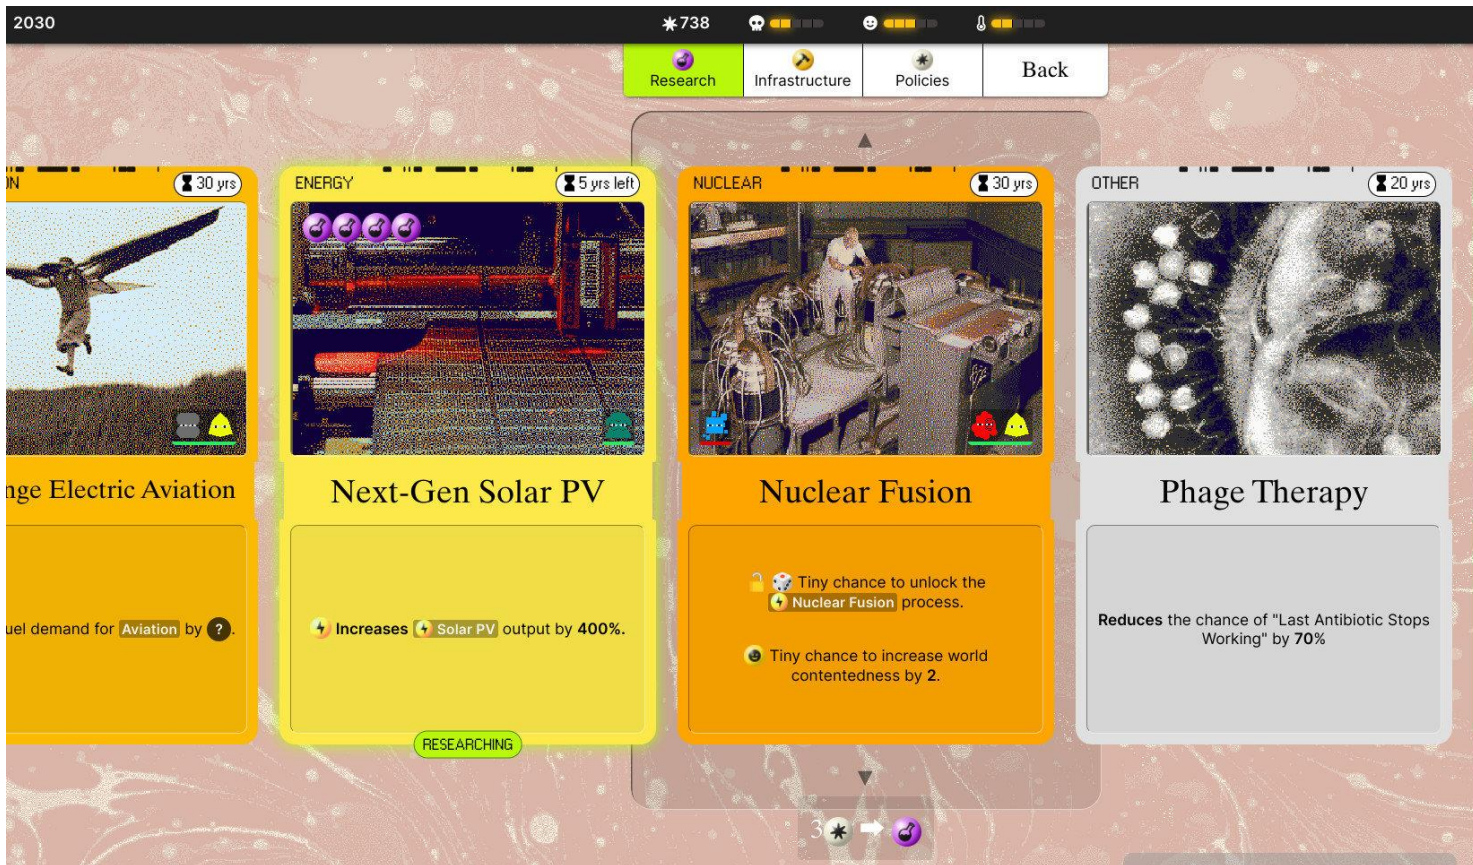 2030
738
Research
Infrastructure
Policies
Back
ON
30 yrs
nge Electric Aviation
uel demand for Aviation by ?.
ENERGY
5 yrs left
Next-Gen Solar PV
Increases Solar PV output by 400%.
RESEARCHING
NUCLEAR
30 yrs
Nuclear Fusion
Tiny chance to unlock the
Nuclear Fusion process.
Tiny chance to increase world
contentedness by 2.
OTHER
20 yrs
Phage Therapy
Reduces the chance of "Last Antibiotic Stops
Working" by 70%
3